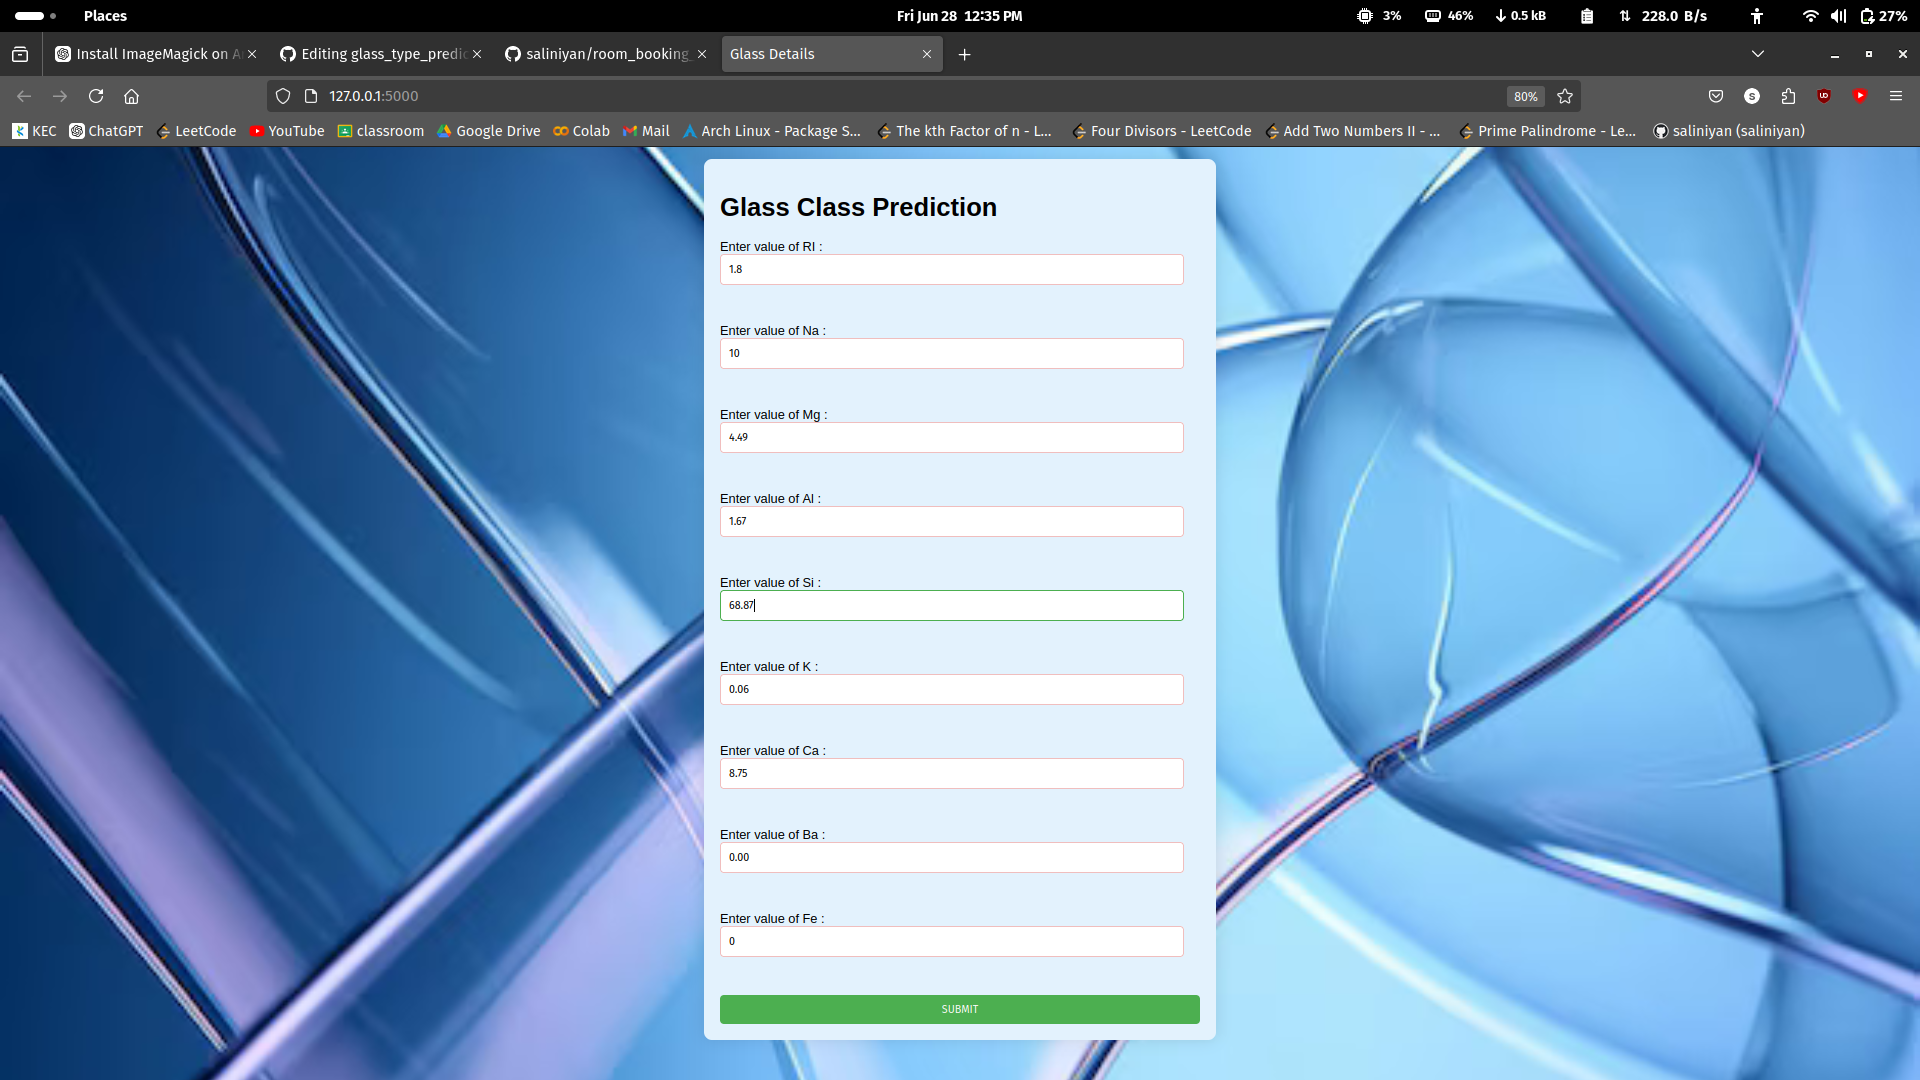 Places
Fri Jun 28 12:35 PM
3%
46%
0.5 kB
228.0 B/s
27%
Install ImageMagick on A
Editing glass_type_predic
saliniyan/room_booking_
Glass Details
127.0.0.1:5000
80%
S
KEC
ChatGPT
LeetCode
YouTube
classroom
Google Drive
Colab
Mail
Arch Linux - Package S...
The kth Factor of n - L...
Four Divisors - LeetCode
Add Two Numbers II - ...
Prime Palindrome - Le...
saliniyan (saliniyan)
Glass Class Prediction
Enter value of RI :
1.8
Enter value of Na :
10
Enter value of Mg :
4.49
Enter value of Al :
1.67
Enter value of Si :
68.87
Enter value of K :
0.06
Enter value of Ca :
8.75
Enter value of Ba :
0.00
Enter value of Fe :
0
SUBMIT